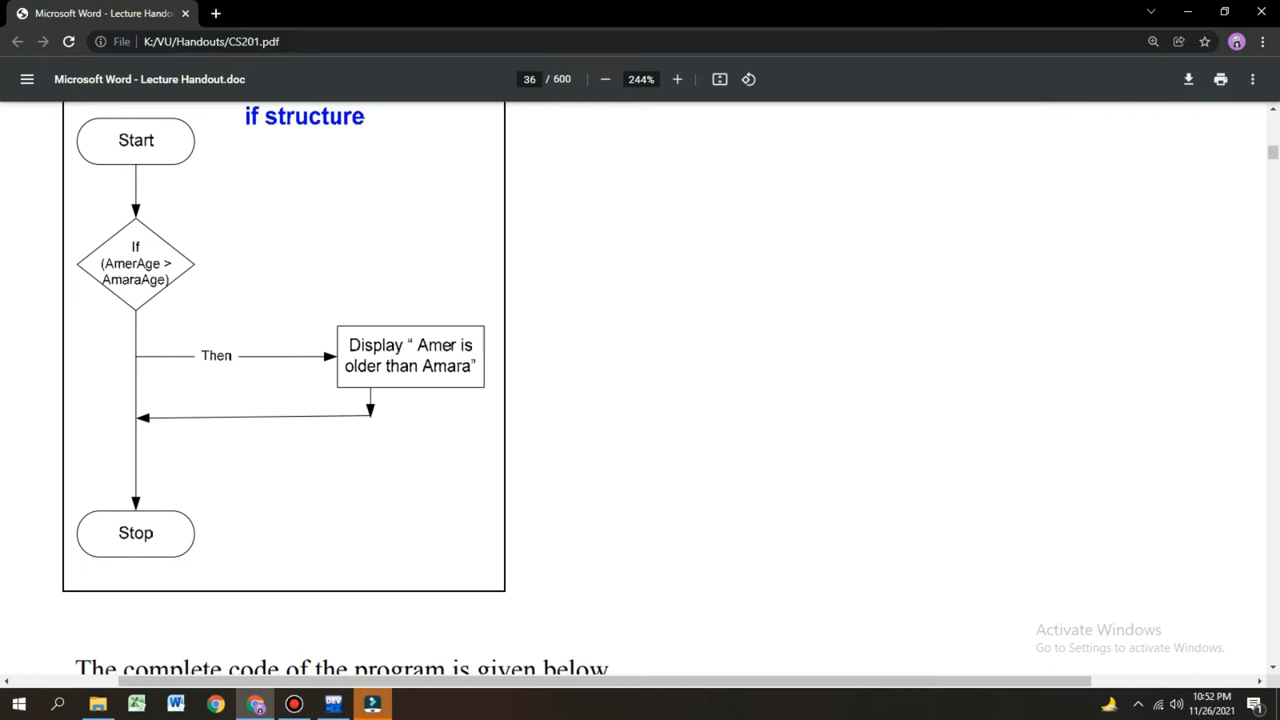 Microsoft Word - Lecture Hando
File K:/VU/Handouts/CS201.pdf
Microsoft Word - Lecture Handout.doc
36 / 600
244%
if structure
Start
If
(AmerAge >
AmaraAge)
Then
Display “ Amer is
older than Amara”
Stop
The complete code of the program is given below
Activate Windows
Go to Settings to activate Windows.
DEV
10:52 PM
11/26/2021
1